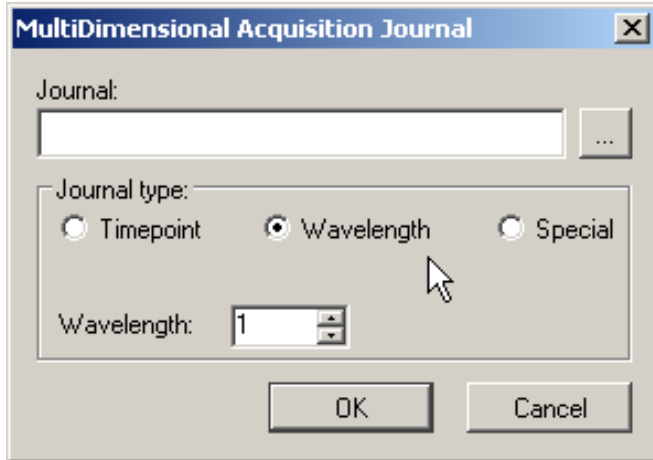 MultiDimensional Acquisition Journal
Journal:
...
Journal type:
Timepoint Wavelength Special
Wavelength: 1
OK Cancel